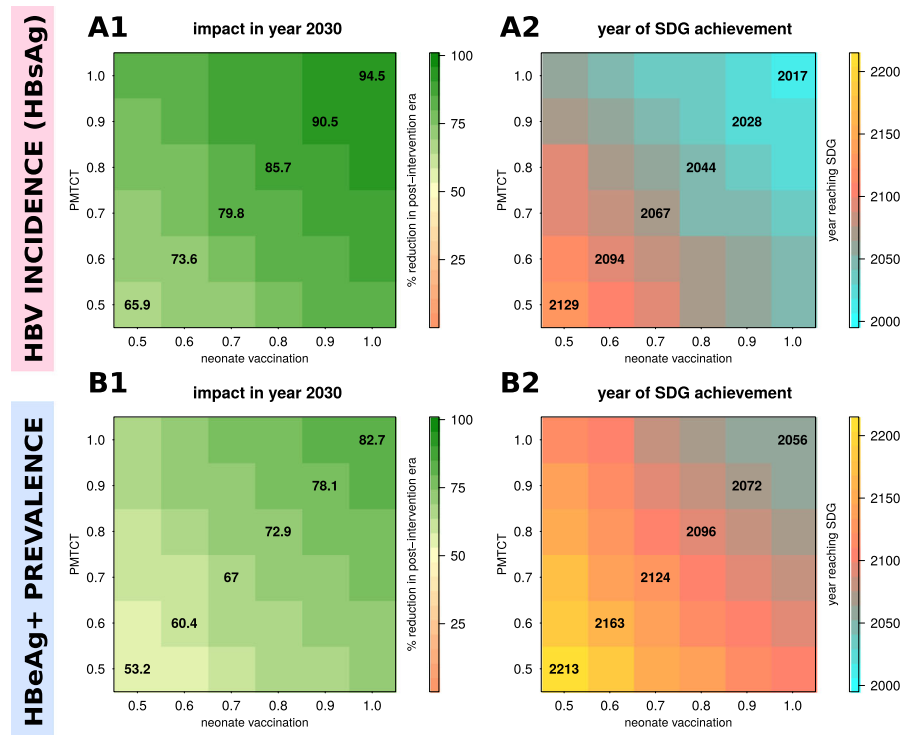 HBV INCIDENCE (HBsAg)
A1
impact in year 2030
PMTCT
1.0
0.9
0.8
0.7
0.6
0.5
94.5
90.5
85.7
79.8
73.6
65.9
0.5 0.6 0.7 0.8 0.9 1.0
neonate vaccination
100
75
50
25
% reduction in post-intervention era
A2
year of SDG achievement
PMTCT
1.0
0.9
0.8
0.7
0.6
0.5
2017
2028
2044
2067
2094
2129
0.5 0.6 0.7 0.8 0.9 1.0
neonate vaccination
2200
2150
2100
2050
2000
year reaching SDG
HBeAg+ PREVALENCE
B1
impact in year 2030
PMTCT
1.0
0.9
0.8
0.7
0.6
0.5
82.7
78.1
72.9
67
60.4
53.2
0.5 0.6 0.7 0.8 0.9 1.0
neonate vaccination
100
75
50
25
% reduction in post-intervention era
B2
year of SDG achievement
PMTCT
1.0
0.9
0.8
0.7
0.6
0.5
2056
2072
2096
2124
2163
2213
0.5 0.6 0.7 0.8 0.9 1.0
neonate vaccination
2200
2150
2100
2050
2000
year reaching SDG